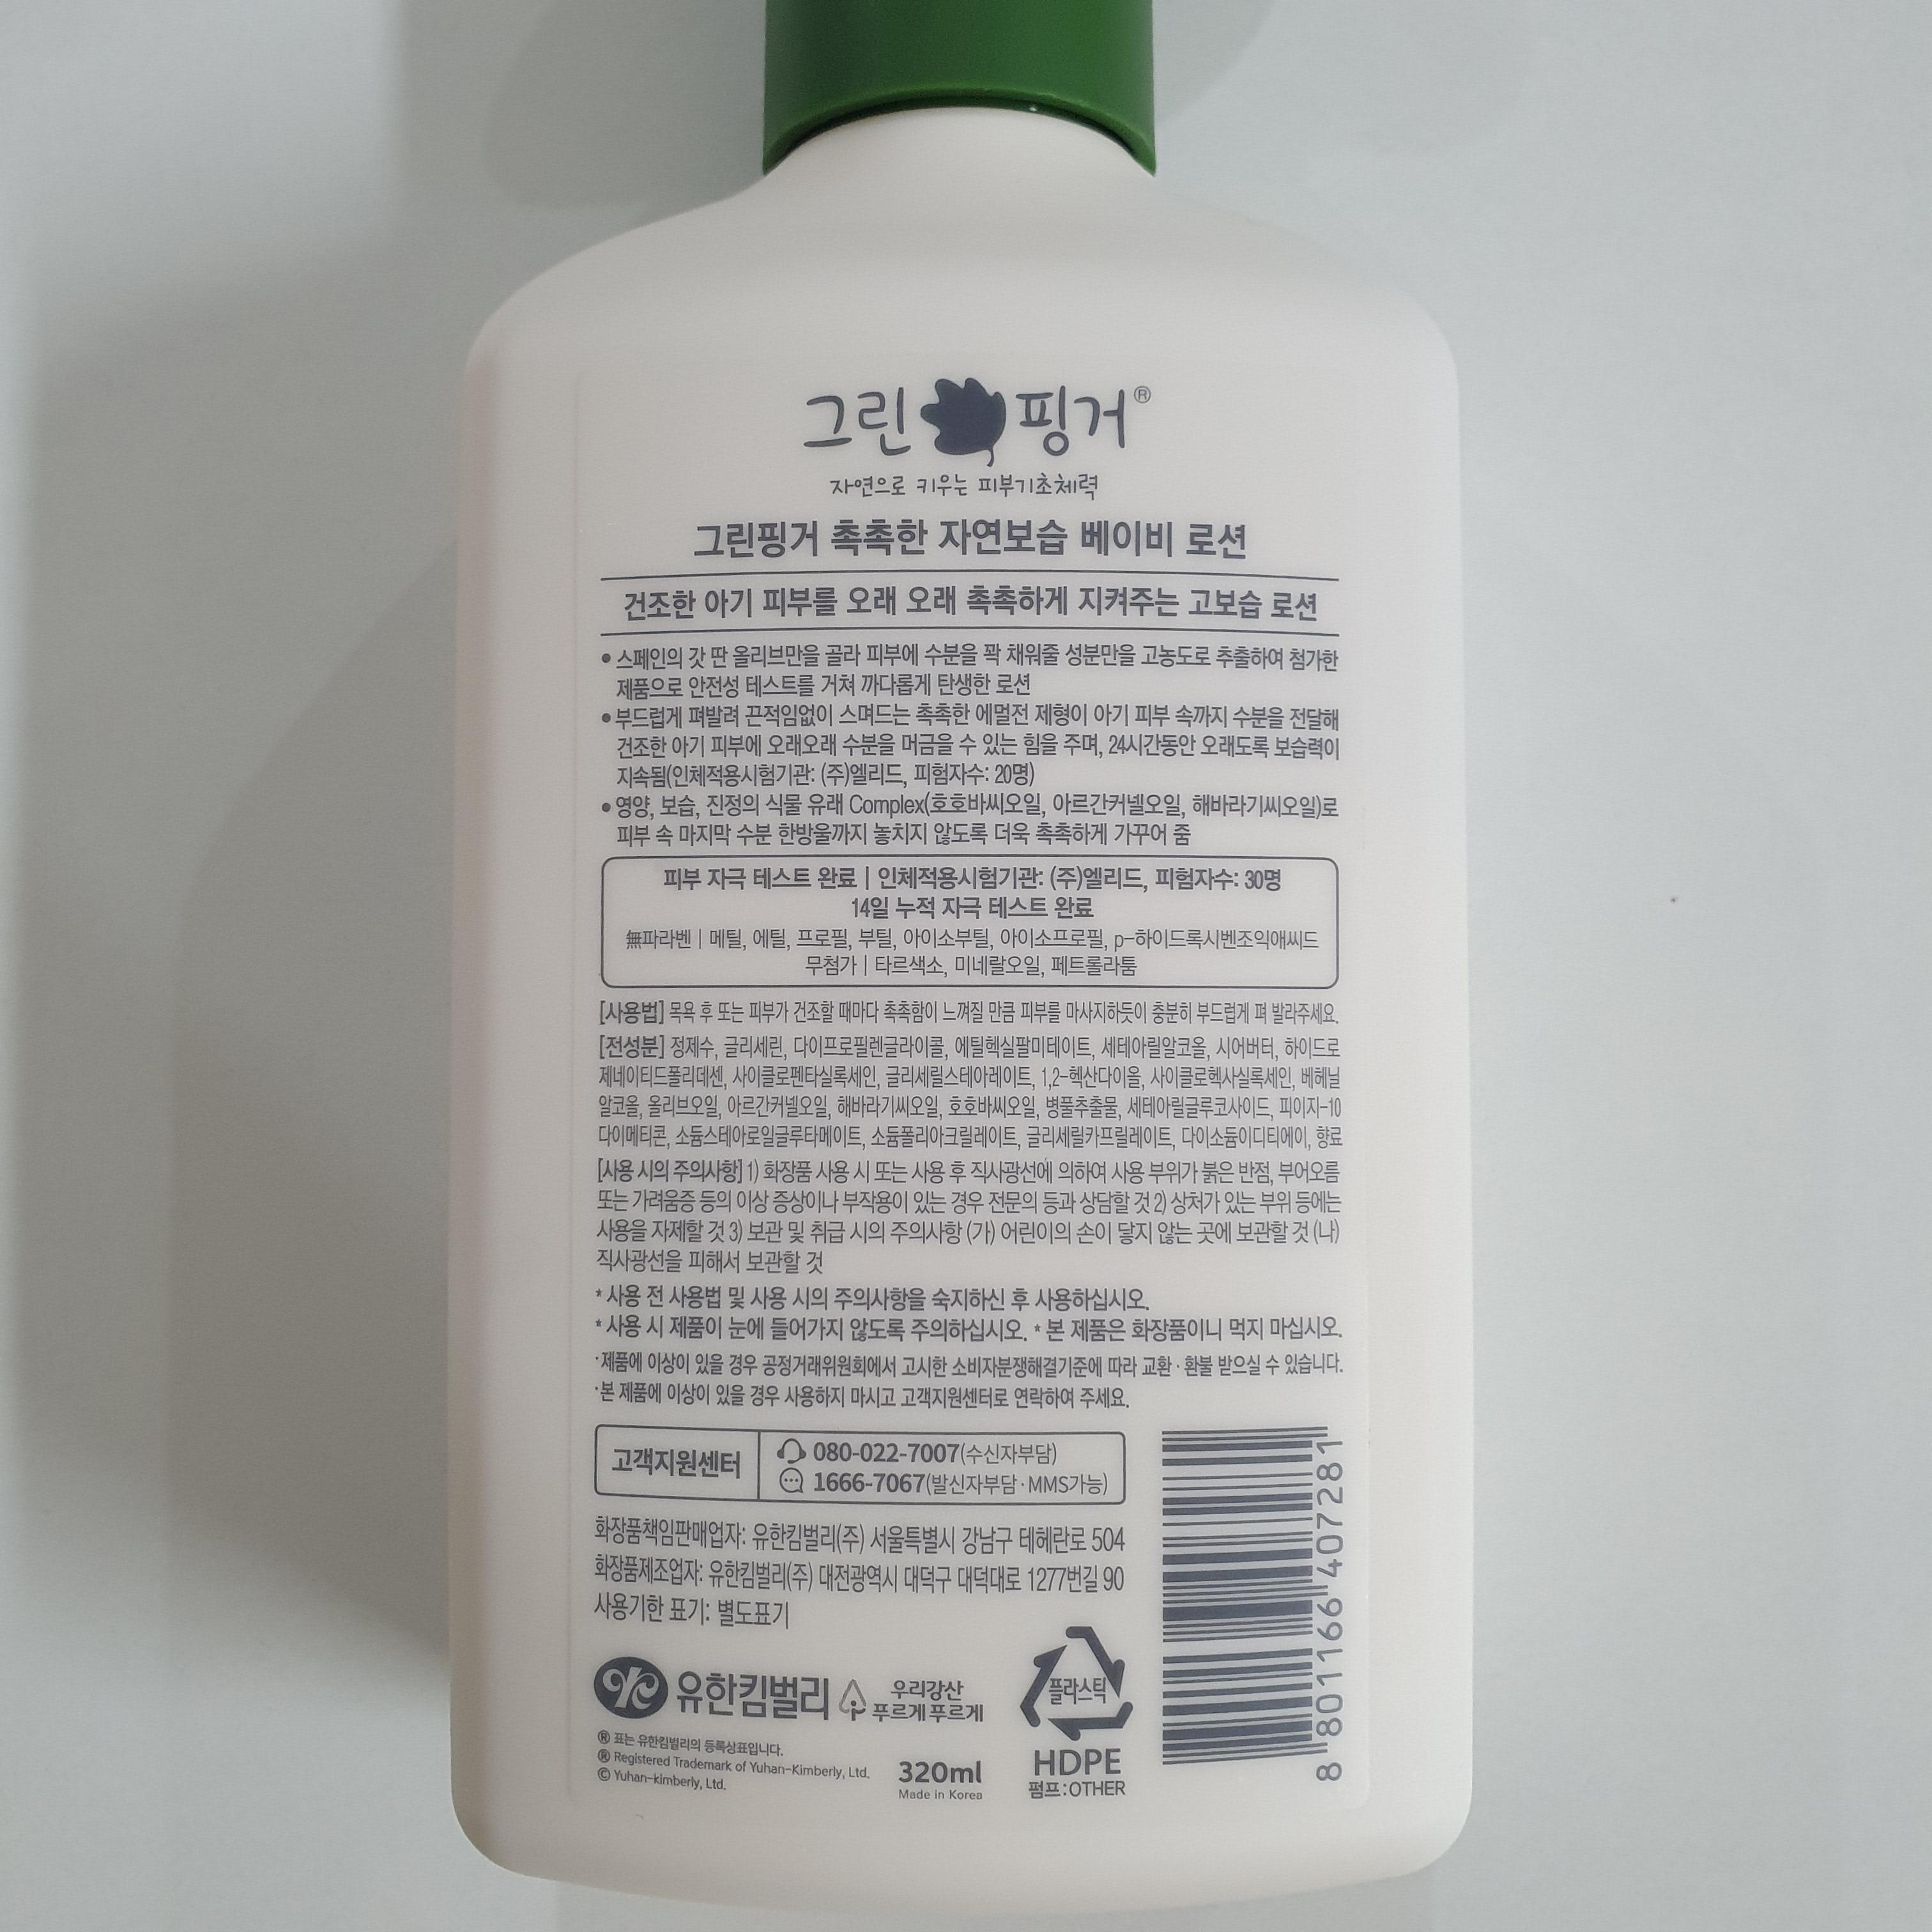 그린 핑거®
자연으로 키우는 피부기초체력
그린핑거 촉촉한 자연보습 베이비 로션
건조한 아기 피부를 오래 오래 촉촉하게 지켜주는 고보습 로션
• 스페인의 갓 딴 올리브만을 골라 피부에 수분을 꽉 채워줄 성분만을 고농도로 추출하여 첨가한
제품으로 안전성 테스트를 거쳐 까다롭게 탄생한 로션
• 부드럽게 펴발려 끈적임없이 스며드는 촉촉한 에멀전 제형이 아기 피부 속까지 수분을 전달해
건조한 아기 피부에 오래오래 수분을 머금을 수 있는 힘을 주며, 24시간동안 오래도록 보습력이
지속됨(인체적용시험기관: (주)엘리드, 피험자수: 20명)
• 영양, 보습, 진정의 식물 유래 Complex(호호바씨오일, 아르간커넬오일, 해바라기씨오일)로
피부 속 마지막 수분 한방울까지 놓치지 않도록 더욱 촉촉하게 가꾸어 줌
피부 자극 테스트 완료 | 인체적용시험기관: (주)엘리드, 피험자수: 30명
14일 누적 자극 테스트 완료
無파라벤 | 메틸, 에틸, 프로필, 부틸, 아이소부틸, 아이소프로필, p-하이드록시벤조익애씨드
무첨가 | 타르색소, 미네랄오일, 페트롤라툼
[사용법] 목욕 후 또는 피부가 건조할 때마다 촉촉함이 느껴질 만큼 피부를 마사지하듯이 충분히 부드럽게 펴 발라주세요.
[전성분] 정제수, 글리세린, 다이프로필렌글라이콜, 에틸헥실팔미테이트, 세테아릴알코올, 시어버터, 하이드로
제네이티드폴리데센, 사이클로펜타실록세인, 글리세릴스테아레이트, 1,2-헥산다이올, 사이클로헥사실록세인, 베헤닐
알코올, 올리브오일, 아르간커넬오일, 해바라기씨오일, 호호바씨오일, 병풀추출물, 세테아릴글루코사이드, 피이지-10
다이메티콘, 소듐스테아로일글루타메이트, 소듐폴리아크릴레이트, 글리세릴카프릴레이트, 다이소듐이디티에이, 향료
[사용 시의 주의사항] 1) 화장품 사용 시 또는 사용 후 직사광선에 의하여 사용 부위가 붉은 반점, 부어오름
또는 가려움증 등의 이상 증상이나 부작용이 있는 경우 전문의 등과 상담할 것 2) 상처가 있는 부위 등에는
사용을 자제할 것 3) 보관 및 취급 시의 주의사항 (가) 어린이의 손이 닿지 않는 곳에 보관할 것 (나)
직사광선을 피해서 보관할 것
* 사용 전 사용법 및 사용 시의 주의사항을 숙지하신 후 사용하십시오.
* 사용 시 제품이 눈에 들어가지 않도록 주의하십시오. * 본 제품은 화장품이니 먹지 마십시오.
·제품에 이상이 있을 경우 공정거래위원회에서 고시한 소비자분쟁해결기준에 따라 교환·환불 받으실 수 있습니다.
·본 제품에 이상이 있을 경우 사용하지 마시고 고객지원센터로 연락하여 주세요.
고객지원센터
080-022-7007(수신자부담)
1666-7067(발신자부담·MMS가능)
화장품책임판매업자: 유한킴벌리(주) 서울특별시 강남구 테헤란로 504
화장품제조업자: 유한킴벌리(주) 대전광역시 대덕구 대덕대로 1277번길 90
사용기한 표기: 별도표기
유한킴벌리
우리강산
푸르게 푸르게
® 표는 유한킴벌리의 등록상표입니다.
® Registered Trademark of Yuhan-Kimberly, Ltd.
© Yuhan-kimberly, Ltd.
320ml
Made in Korea
플라스틱
HDPE
펌프:OTHER
8 801166 407281